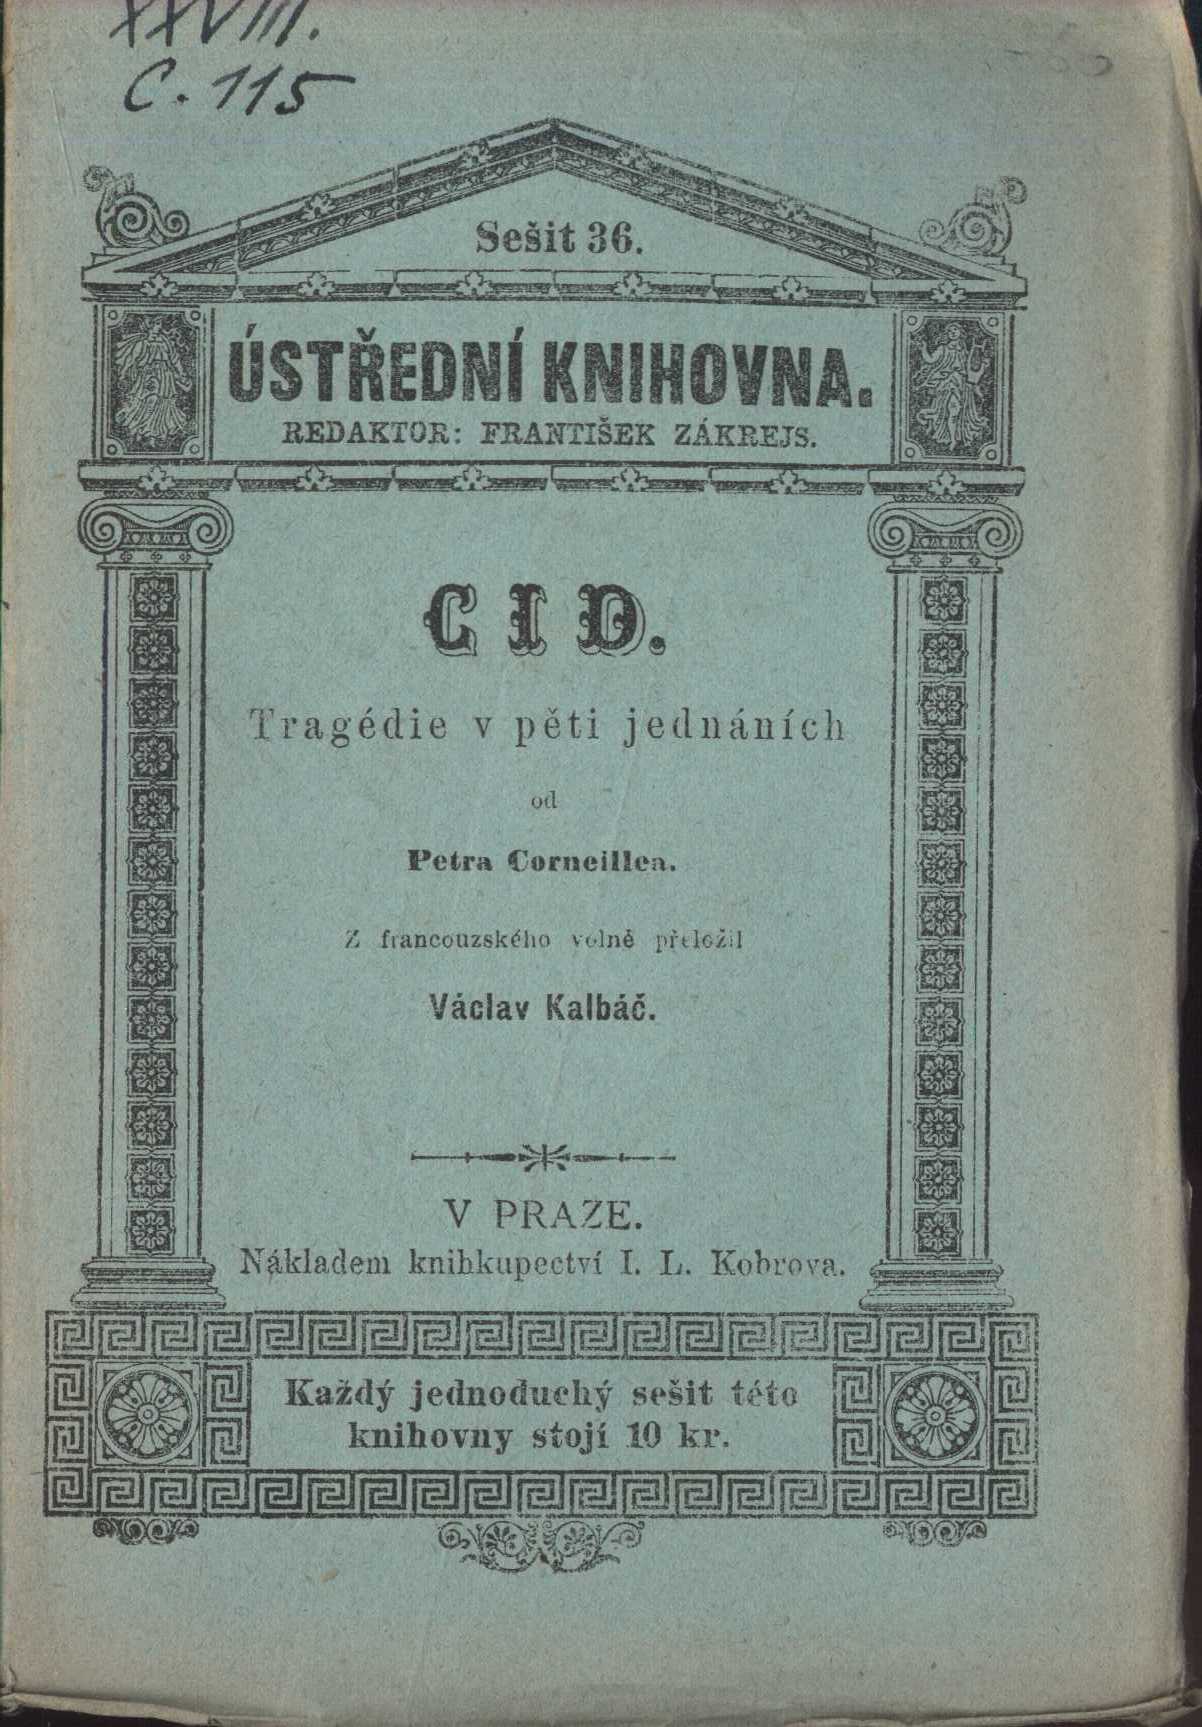 XXVIII.
C. 115
Sešit 36.
ÚSTŘEDNÍ KNIHOVNA.
REDAKTOR: FRANTIŠEK ZÁKREJS.
CID.
Tragédie v pěti jednáních
od
Petra Corneillea.
Z francouzského volně přeložil
Václav Kalbáč.
V PRAZE.
Nákladem knihkupectví I. L. Kobrova.
Každý jednoduchý sešit této
knihovny stojí 10 kr.